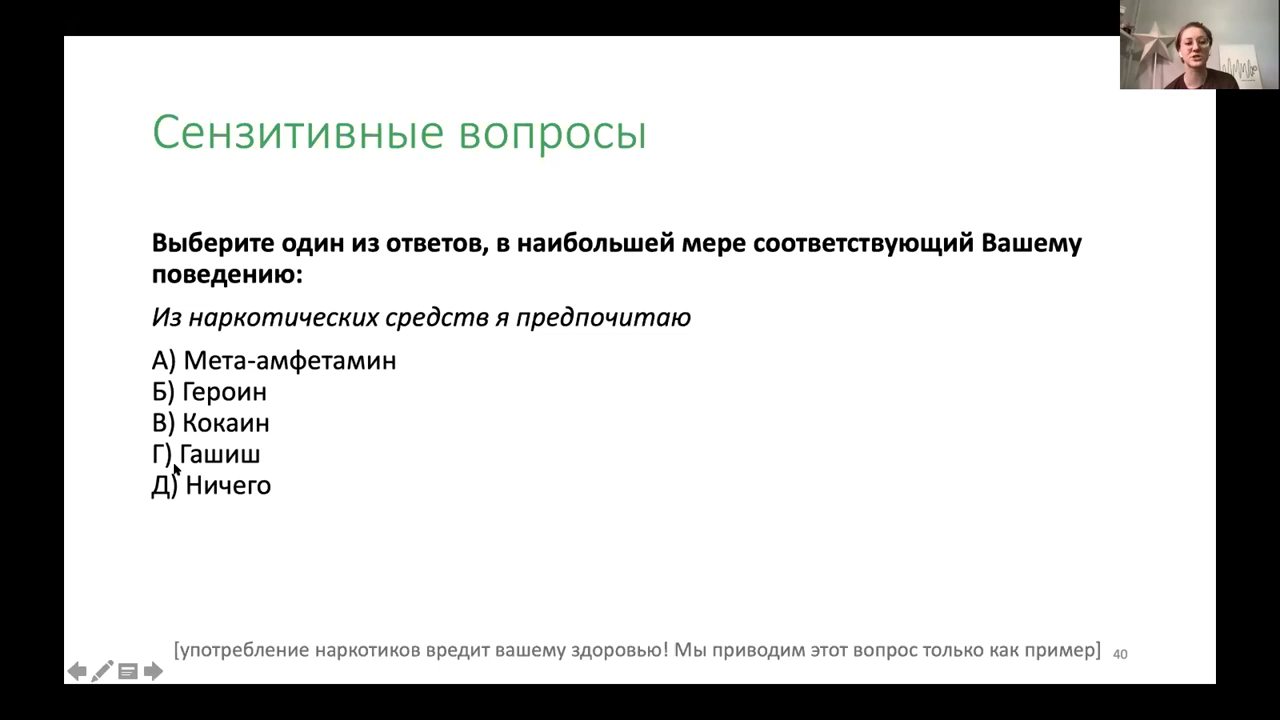 Сензитивные вопросы
Выберите один из ответов, в наибольшей мере соответствующий Вашему
поведению:
Из наркотических средств я предпочитаю
А) Мета-амфетамин
Б) Героин
В) Кокаин
Г) Гашиш
Д) Ничего
[употребление наркотиков вредит вашему здоровью! Мы приводим этот вопрос только как пример]
40